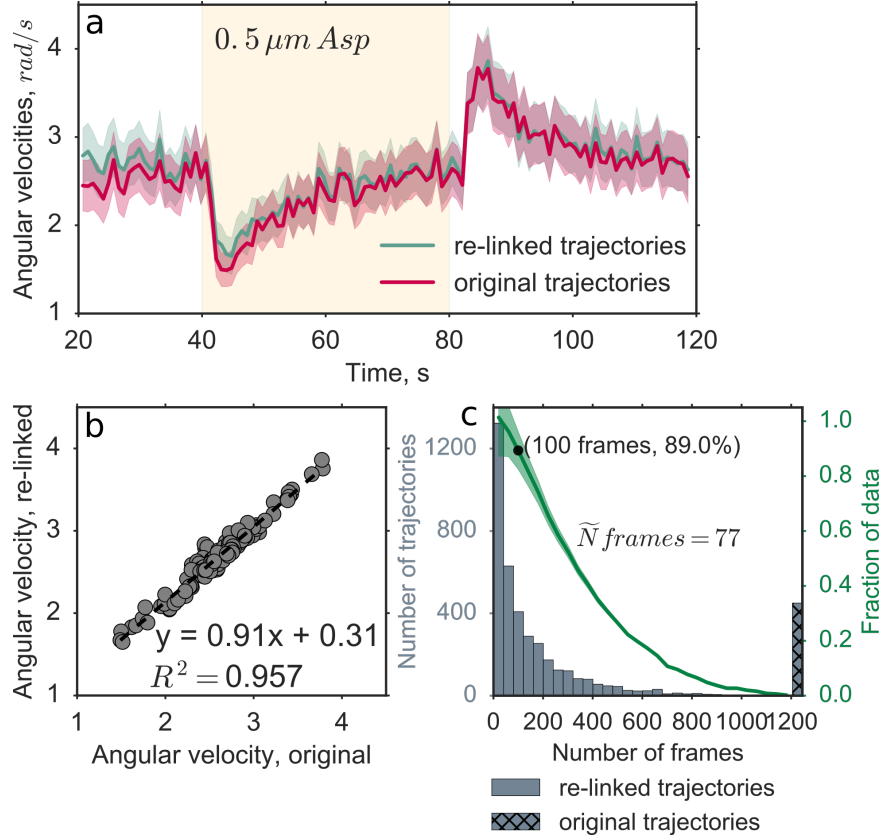 a
0.5 μm Asp
Angular velocities, rad/s
4
3
2
1
re-linked trajectories
original trajectories
20 40 60 80 100 120
Time, s
b
Angular velocity, re-linked
4
3
2
1
y = 0.91x + 0.31
R² = 0.957
1 2 3 4
Angular velocity, original
c
Number of trajectories
1200
800
400
0
(100 frames, 89.0%)
Ñ frames = 77
1.0
0.8
0.6
0.4
0.2
0.0
Fraction of data
0 200 400 600 800 1000 1200
Number of frames
re-linked trajectories
original trajectories